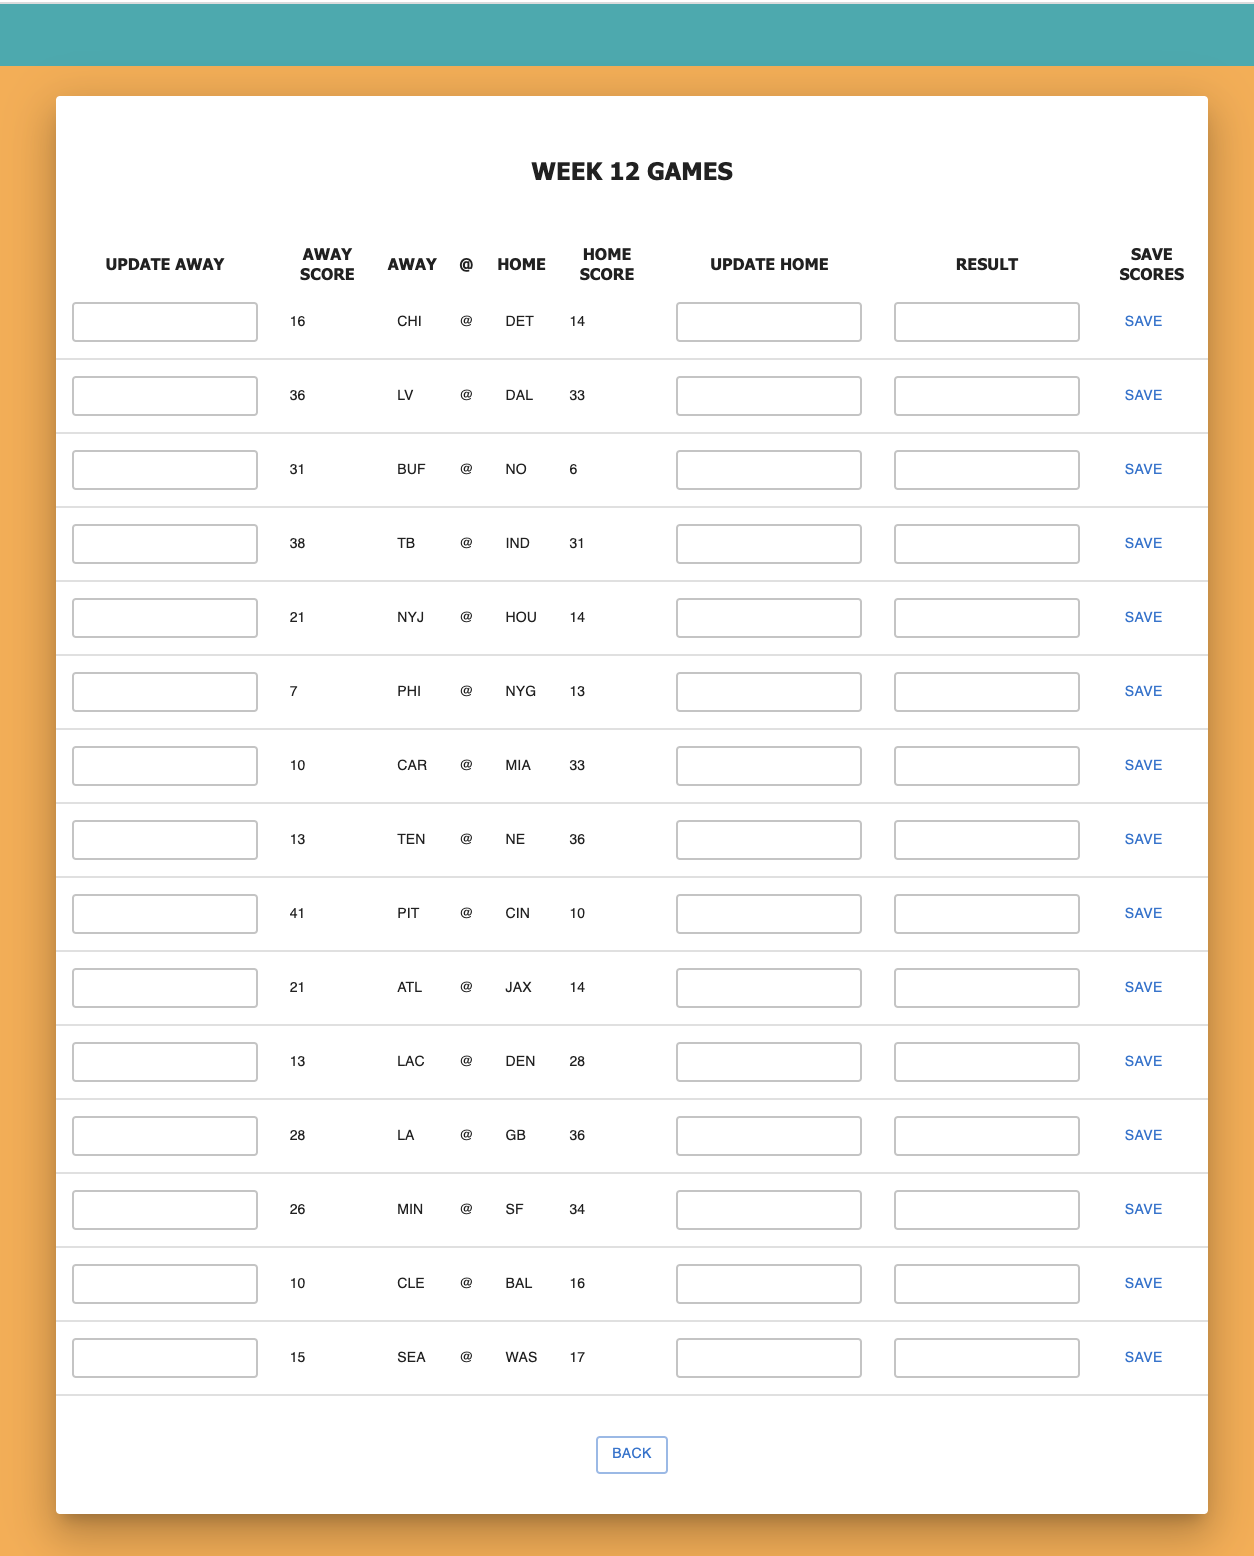 WEEK 12 GAMES
UPDATE AWAY AWAY SCORE AWAY @ HOME HOME SCORE UPDATE HOME RESULT SAVE SCORES
16 CHI @ DET 14 SAVE
36 LV @ DAL 33 SAVE
31 BUF @ NO 6 SAVE
38 TB @ IND 31 SAVE
21 NYJ @ HOU 14 SAVE
7 PHI @ NYG 13 SAVE
10 CAR @ MIA 33 SAVE
13 TEN @ NE 36 SAVE
41 PIT @ CIN 10 SAVE
21 ATL @ JAX 14 SAVE
13 LAC @ DEN 28 SAVE
28 LA @ GB 36 SAVE
26 MIN @ SF 34 SAVE
10 CLE @ BAL 16 SAVE
15 SEA @ WAS 17 SAVE
BACK